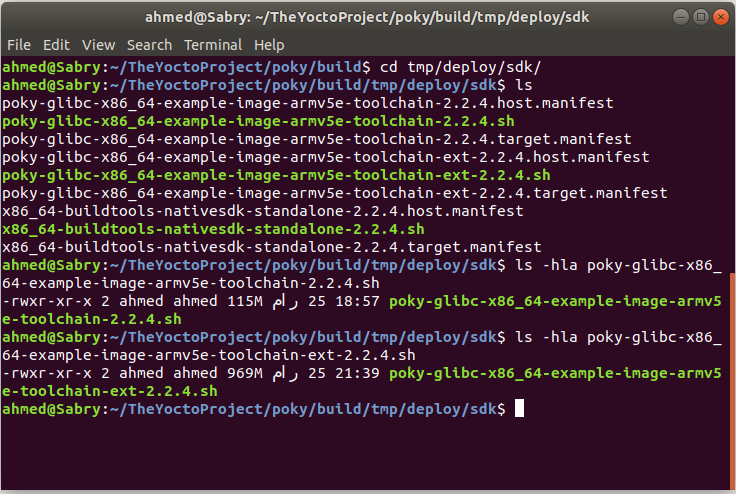 ahmed@Sabry: ~/TheYoctoProject/poky/build/tmp/deploy/sdk
File Edit View Search Terminal Help
ahmed@Sabry:~/TheYoctoProject/poky/build$ cd tmp/deploy/sdk/
ahmed@Sabry:~/TheYoctoProject/poky/build/tmp/deploy/sdk$ ls
poky-glibc-x86_64-example-image-armv5e-toolchain-2.2.4.host.manifest
poky-glibc-x86_64-example-image-armv5e-toolchain-2.2.4.sh
poky-glibc-x86_64-example-image-armv5e-toolchain-2.2.4.target.manifest
poky-glibc-x86_64-example-image-armv5e-toolchain-ext-2.2.4.host.manifest
poky-glibc-x86_64-example-image-armv5e-toolchain-ext-2.2.4.sh
poky-glibc-x86_64-example-image-armv5e-toolchain-ext-2.2.4.target.manifest
x86_64-buildtools-nativesdk-standalone-2.2.4.host.manifest
x86_64-buildtools-nativesdk-standalone-2.2.4.sh
x86_64-buildtools-nativesdk-standalone-2.2.4.target.manifest
ahmed@Sabry:~/TheYoctoProject/poky/build/tmp/deploy/sdk$ ls -hla poky-glibc-x86_
64-example-image-armv5e-toolchain-2.2.4.sh
-rwxr-xr-x 2 ahmed ahmed 115M رام 25 18:57 poky-glibc-x86_64-example-image-armv5
e-toolchain-2.2.4.sh
ahmed@Sabry:~/TheYoctoProject/poky/build/tmp/deploy/sdk$ ls -hla poky-glibc-x86_
64-example-image-armv5e-toolchain-ext-2.2.4.sh
-rwxr-xr-x 2 ahmed ahmed 969M رام 25 21:39 poky-glibc-x86_64-example-image-armv5
e-toolchain-ext-2.2.4.sh
ahmed@Sabry:~/TheYoctoProject/poky/build/tmp/deploy/sdk$